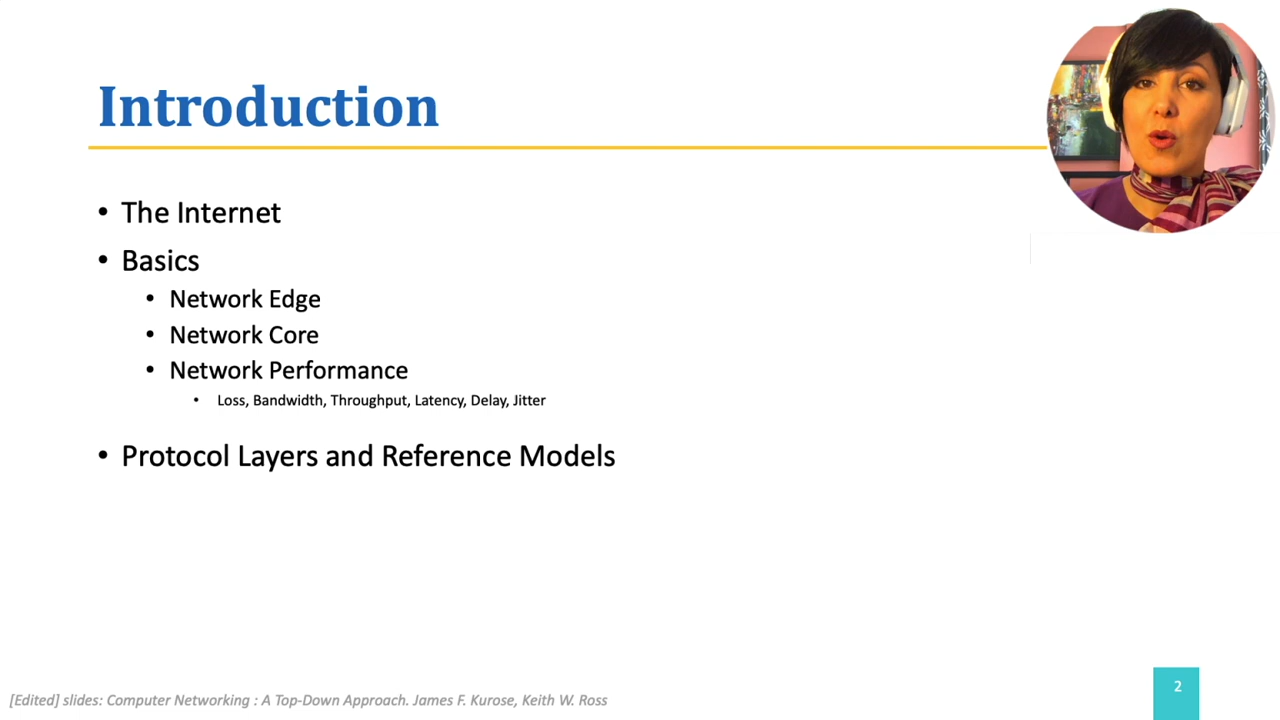 Introduction
• The Internet
• Basics
• Network Edge
• Network Core
• Network Performance
• Loss, Bandwidth, Throughput, Latency, Delay, Jitter
• Protocol Layers and Reference Models
[Edited] slides: Computer Networking : A Top-Down Approach. James F. Kurose, Keith W. Ross
2